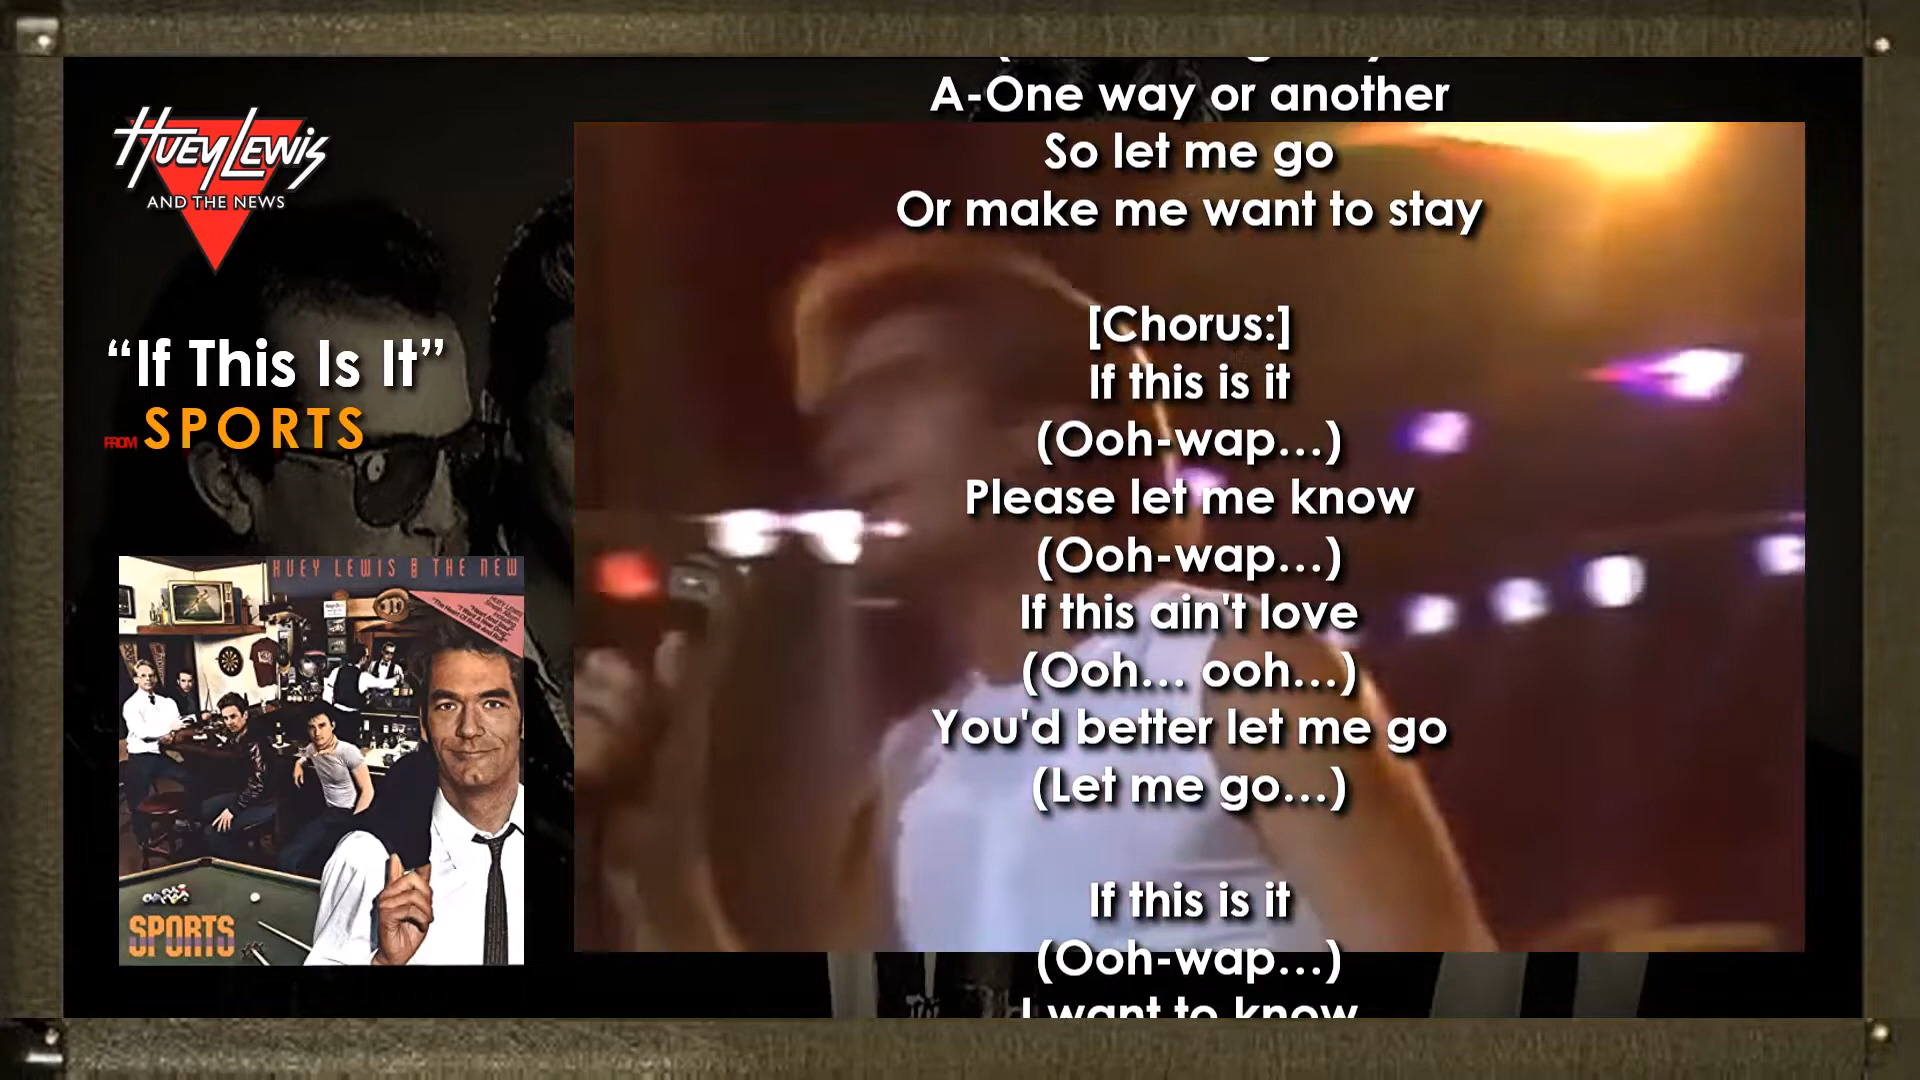 HUEY LEWIS
AND THE NEWS
“If This Is It”
FROM SPORTS
HUEY LEWIS & THE NEW
SPORTS
A-One way or another
So let me go
Or make me want to stay
[Chorus:]
If this is it
(Ooh-wap...)
Please let me know
(Ooh-wap...)
If this ain't love
(Ooh... ooh...)
You'd better let me go
(Let me go...)
If this is it
(Ooh-wap...)
I want to know